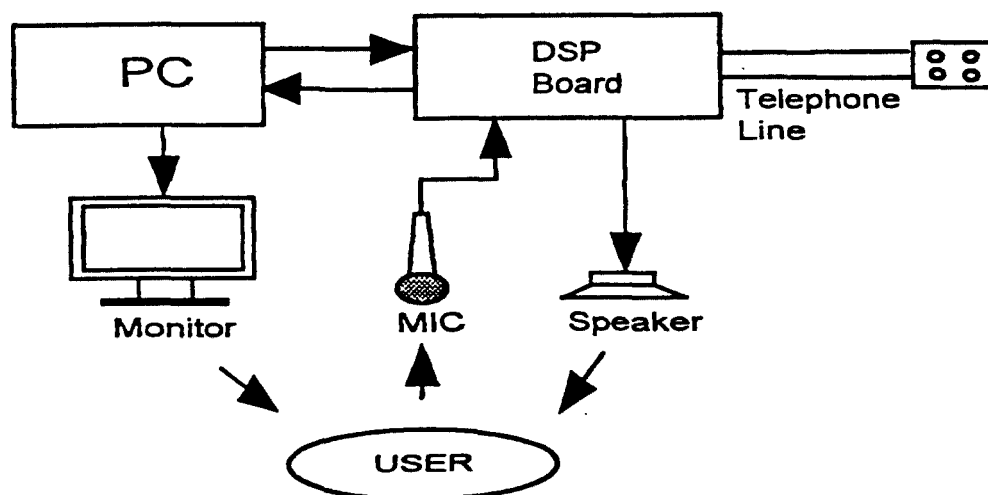 PC
DSP
Board
Telephone
Line
Monitor
MIC
Speaker
USER